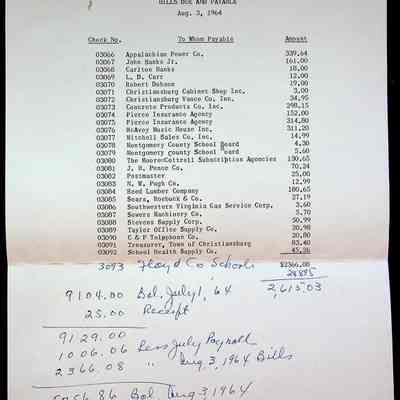 BILLS DUE AND PAYABLE
Aug. 3, 1964
Check No. To Whom Payable Amount
03066 Appalachian Power Co. 339.64
03067 John Hanks Jr. 161.00
03068 Carlton Hanks 18.00
03069 L. D. Carr 12.00
03070 Robert Dobson 19.00
03071 Christiansburg Cabinet Shop Inc. 3.00
03072 Christiansburg Vance Co. Inc. 34.95
03073 Concrete Products Co. Inc. 298.15
03074 Pierce Insurance Agency 152.00
03075 Pierce Insurance Agency 314.80
03076 McAvoy Music House Inc. 311.20
03077 Mitchell Sales Co. Inc. 14.99
03078 Montgomery County School Board 4.30
03079 Montgomery county School Board 5.60
03080 The Moore-Cottrell Subscription Agencies 130.65
03081 J. H. Pence Co. 70.24
03082 Postmaster 25.00
03083 N. W. Pugh Co. 12.99
03084 Reed Lumber Company 180.65
03085 Sears, Roebuck & Co. 27.19
03086 Southwestern Virginia Gas Service Corp. 3.60
03087 Sowers Machinery Co. 5.70
03088 Stevens Supply Corp. 50.99
03089 Taylor Office Supply Co. 20.98
03090 C & P Telephone Co. 20.80
03091 Treasurer, Town of Christiansburg 83.40
03092 School Health Supply Co. 45.26
$2366.08
3093 Floyd Co Schools 248.95
2,615.03
9104.00 Bal. July 1, 64
25.00 Receipt
9129.00
1006.06 Less July Payroll
2366.08 " Aug. 3, 1964 Bills
86 Bal Aug 3, 1964